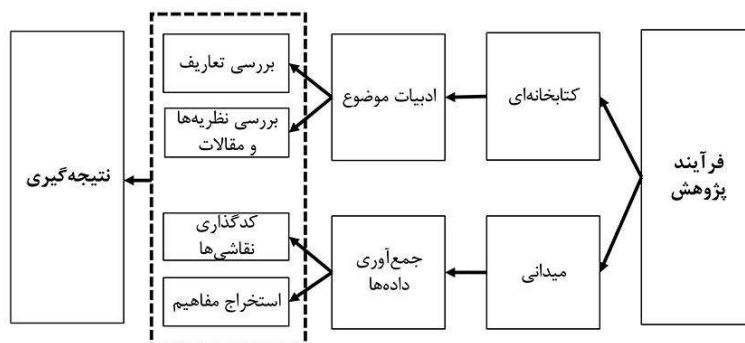 فرآیند
پژوهش
کتابخانه‌ای
ادبیات موضوع
بررسی تعاریف
بررسی نظریه‌ها
و مقالات
میدانی
جمع‌آوری
داده‌ها
کدگذاری
نقاشی‌ها
استخراج مفاهیم
نتیجه‌گیری